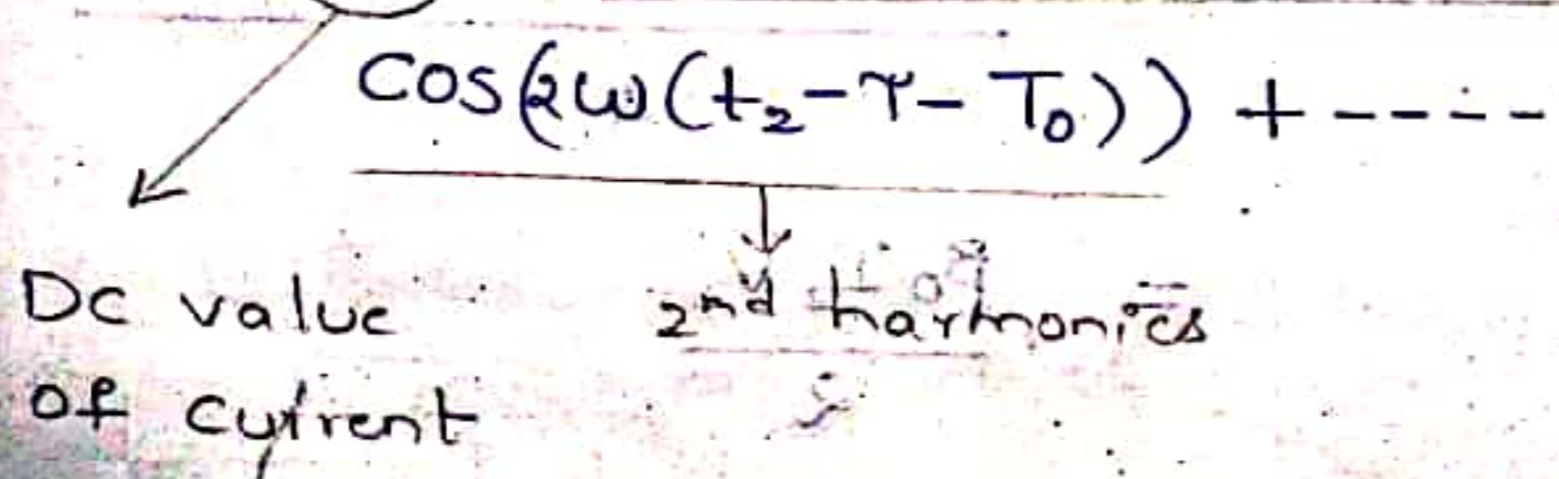 cos(2ω(t₂-τ-T₀)) + -----
Dc value
of current
2nd harmonics